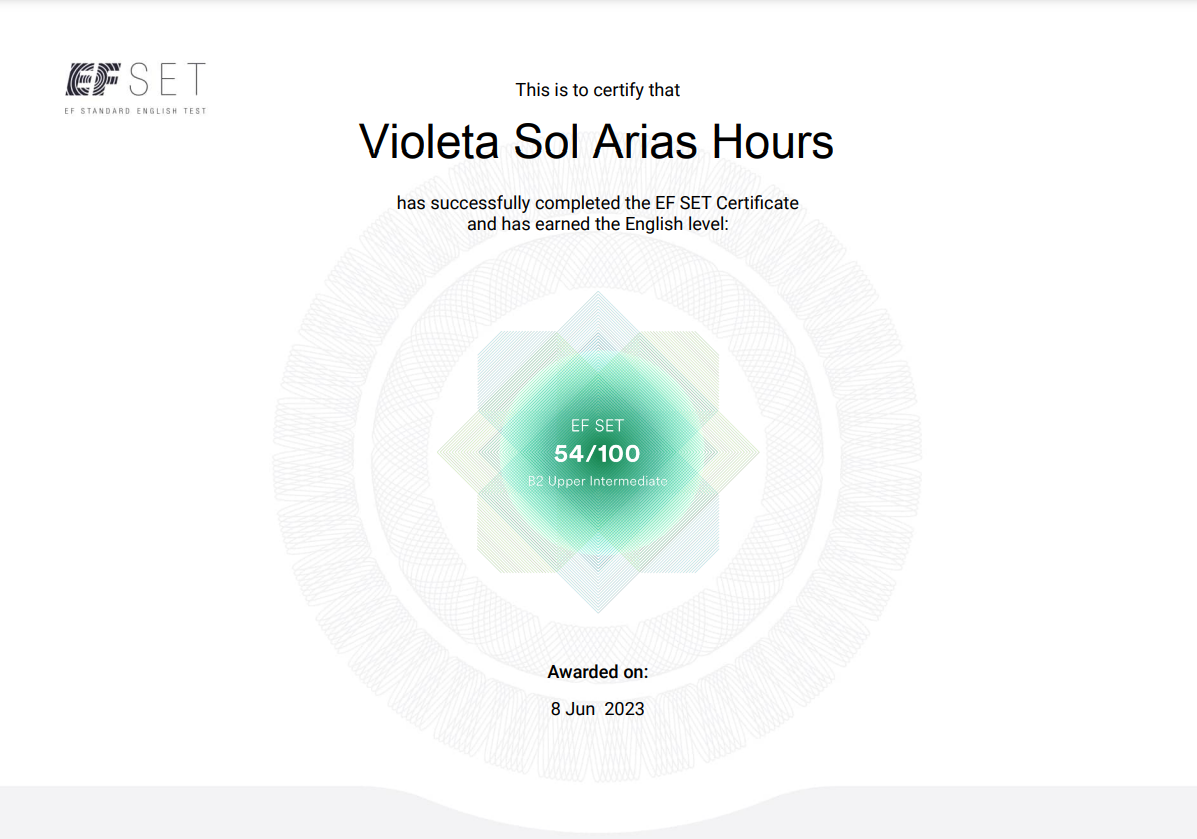 EF SET
EF STANDARD ENGLISH TEST
This is to certify that
Violeta Sol Arias Hours
has successfully completed the EF SET Certificate
and has earned the English level:
EF SET
54/100
B2 Upper Intermediate
Awarded on:
8 Jun 2023